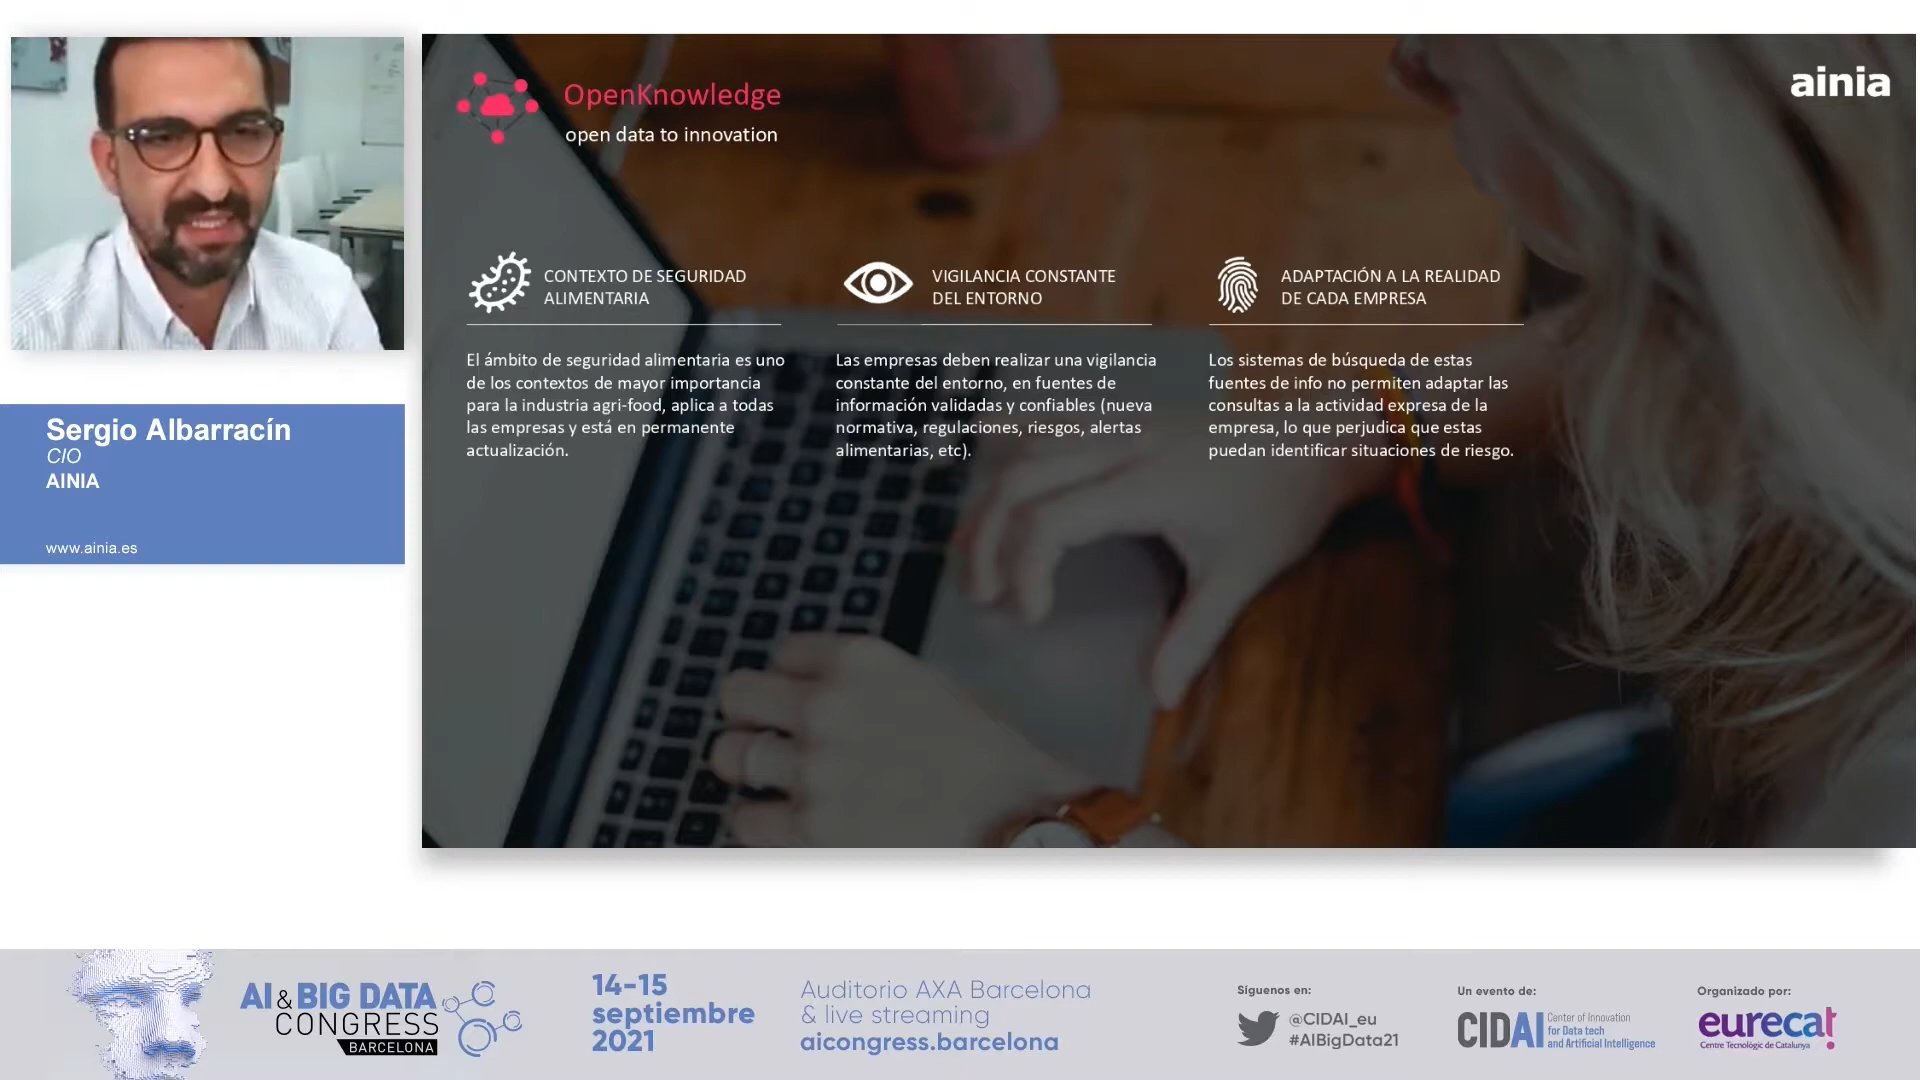 OpenKnowledge
open data to innovation
ainia
CONTEXTO DE SEGURIDAD
ALIMENTARIA
El ámbito de seguridad alimentaria es uno
de los contextos de mayor importancia
para la industria agri-food, aplica a todas
las empresas y está en permanente
actualización.
VIGILANCIA CONSTANTE
DEL ENTORNO
Las empresas deben realizar una vigilancia
constante del entorno, en fuentes de
información validadas y confiables (nueva
normativa, regulaciones, riesgos, alertas
alimentarias, etc).
ADAPTACIÓN A LA REALIDAD
DE CADA EMPRESA
Los sistemas de búsqueda de estas
fuentes de info no permiten adaptar las
consultas a la actividad expresa de la
empresa, lo que perjudica que estas
puedan identificar situaciones de riesgo.
Sergio Albarracín
CIO
AINIA
www.ainia.es
AI & BIG DATA
CONGRESS
BARCELONA
14-15
septiembre
2021
Auditorio AXA Barcelona
& live streaming
aicongress.barcelona
Síguenos en:
@CIDAI_eu
#AIBigData21
Un evento de:
CIDAI
Center of Innovation
for Data tech
and Artificial Intelligence
Organizado por:
eurecat
Centre Tecnològic de Catalunya